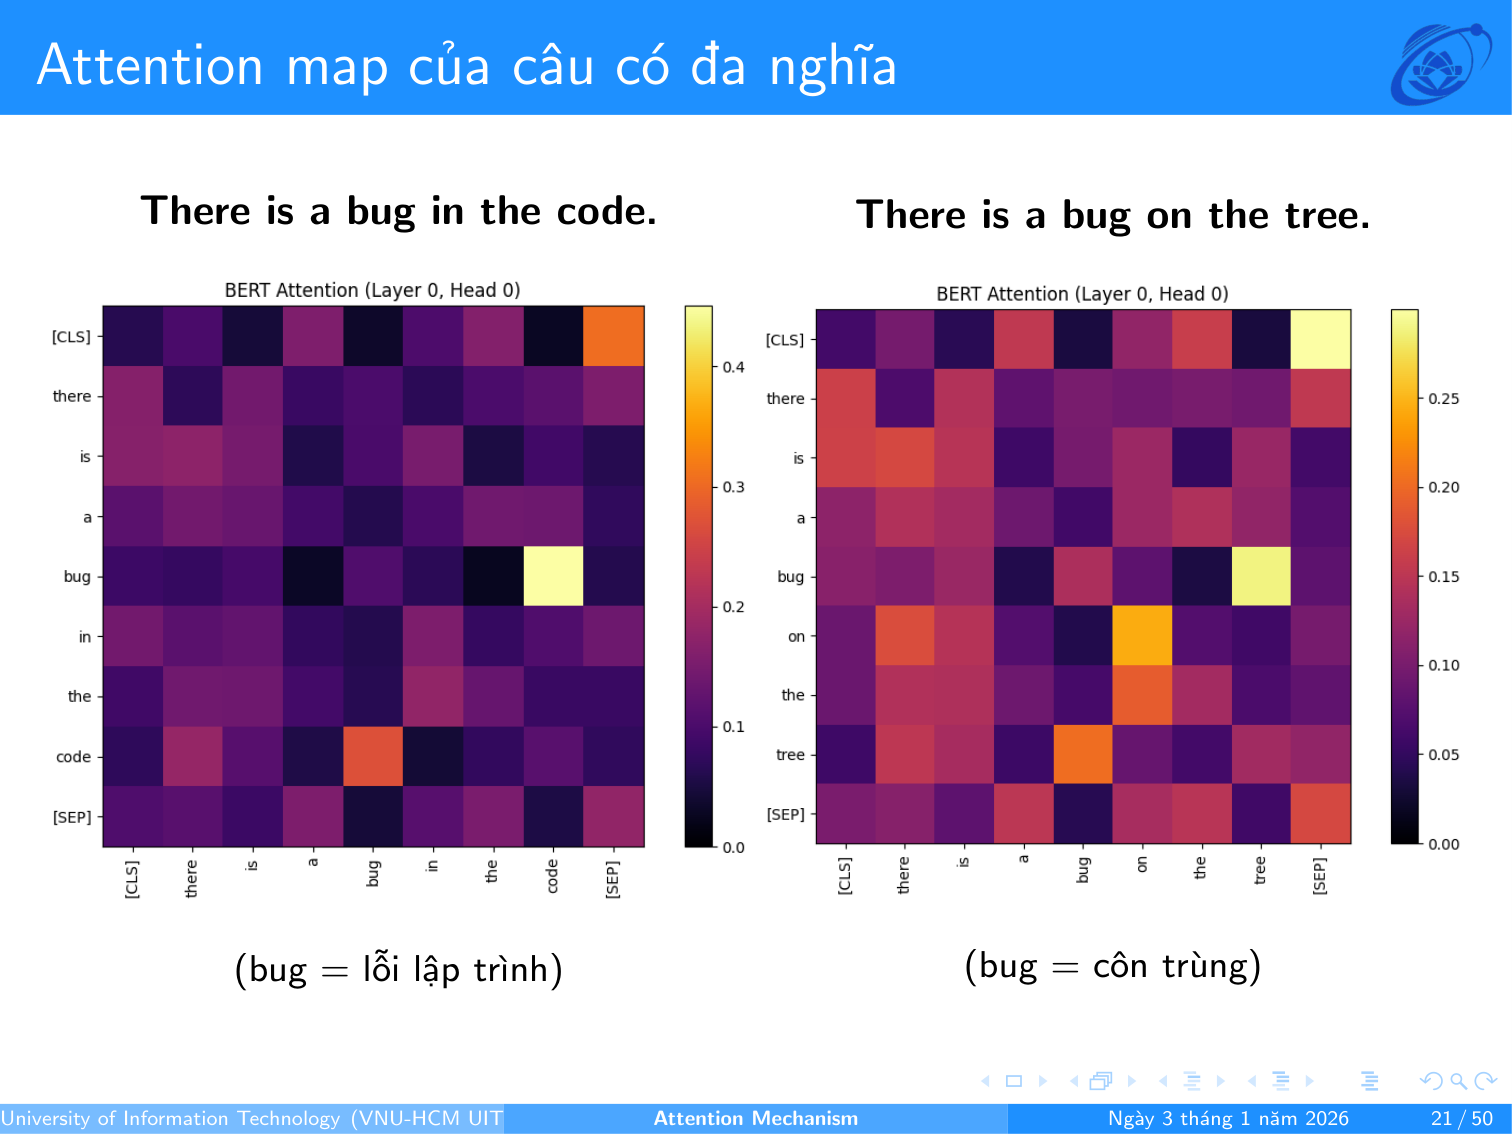 Attention map của câu có đa nghĩa
There is a bug in the code.
BERT Attention (Layer 0, Head 0)
[CLS]
there
is
a
bug
in
the
code
[SEP]
[CLS]
there
is
a
bug
in
the
code
[SEP]
0.4
0.3
0.2
0.1
0.0
(bug = lỗi lập trình)
There is a bug on the tree.
BERT Attention (Layer 0, Head 0)
[CLS]
there
is
a
bug
on
the
tree
[SEP]
[CLS]
there
is
a
bug
on
the
tree
[SEP]
0.25
0.20
0.15
0.10
0.05
0.00
(bug = côn trùng)
University of Information Technology (VNU-HCM UIT
Attention Mechanism
Ngày 3 tháng 1 năm 2026
21 / 50